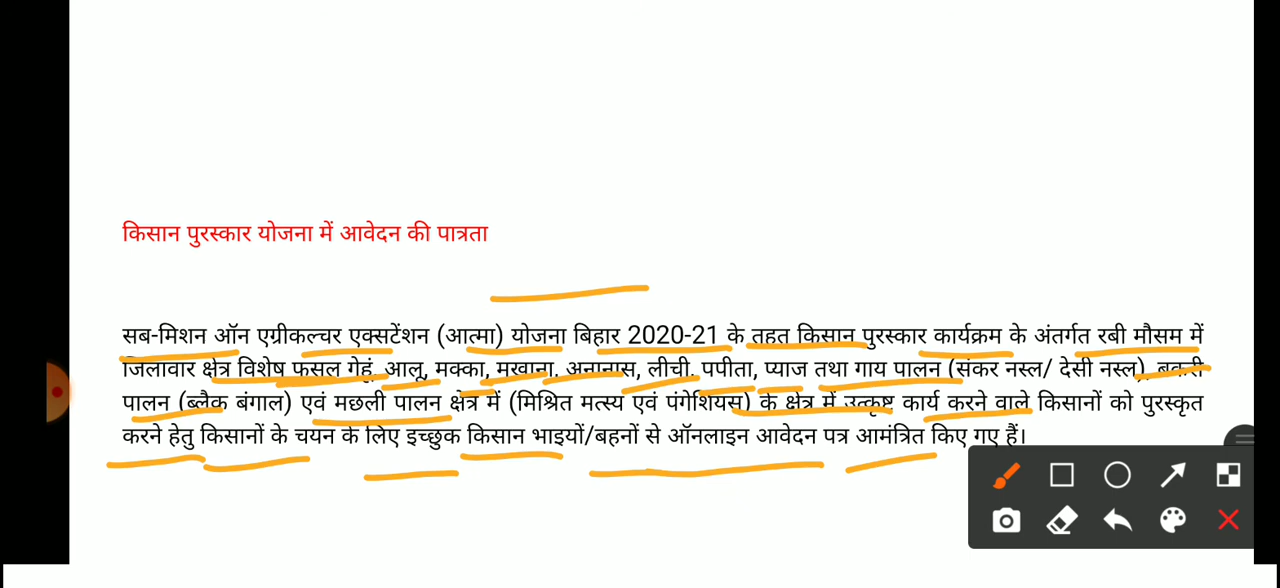 किसान पुरस्कार योजना में आवेदन की पात्रता
सब-मिशन ऑन एग्रीकल्चर एक्सटेंशन (आत्मा) योजना बिहार 2020-21 के तहत किसान पुरस्कार कार्यक्रम के अंतर्गत रबी मौसम में
जिलावार क्षेत्र विशेष फसल गेहूं, आलू, मक्का, मखाना, अनानास, लीची, पपीता, प्याज तथा गाय पालन (संकर नस्ल/ देसी नस्ल), बकरी
पालन (ब्लैक बंगाल) एवं मछली पालन क्षेत्र में (मिश्रित मत्स्य एवं पंगेशियस) के क्षेत्र में उत्कृष्ट कार्य करने वाले किसानों को पुरस्कृत
करने हेतु किसानों के चयन के लिए इच्छुक किसान भाइयों/बहनों से ऑनलाइन आवेदन पत्र आमंत्रित किए गए हैं।